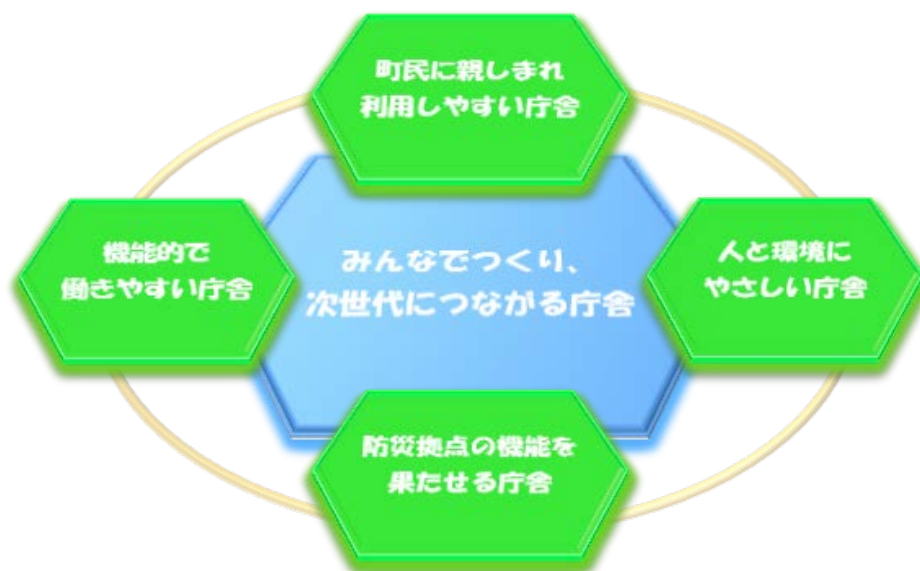 町民に親しまれ
利用しやすい庁舎
機能的で
働きやすい庁舎
みんなでつくり、
次世代につながる庁舎
人と環境に
やさしい庁舎
防災拠点の機能を
果たせる庁舎